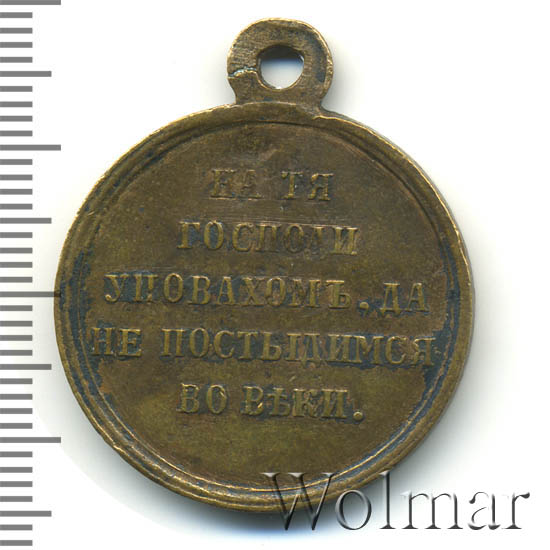 НА ТЯ
ГОСПОДИ
УПОВАХОМЪ, ДА
НЕ ПОСТЫДИМСЯ
ВО ВѢКИ.
Wolmar